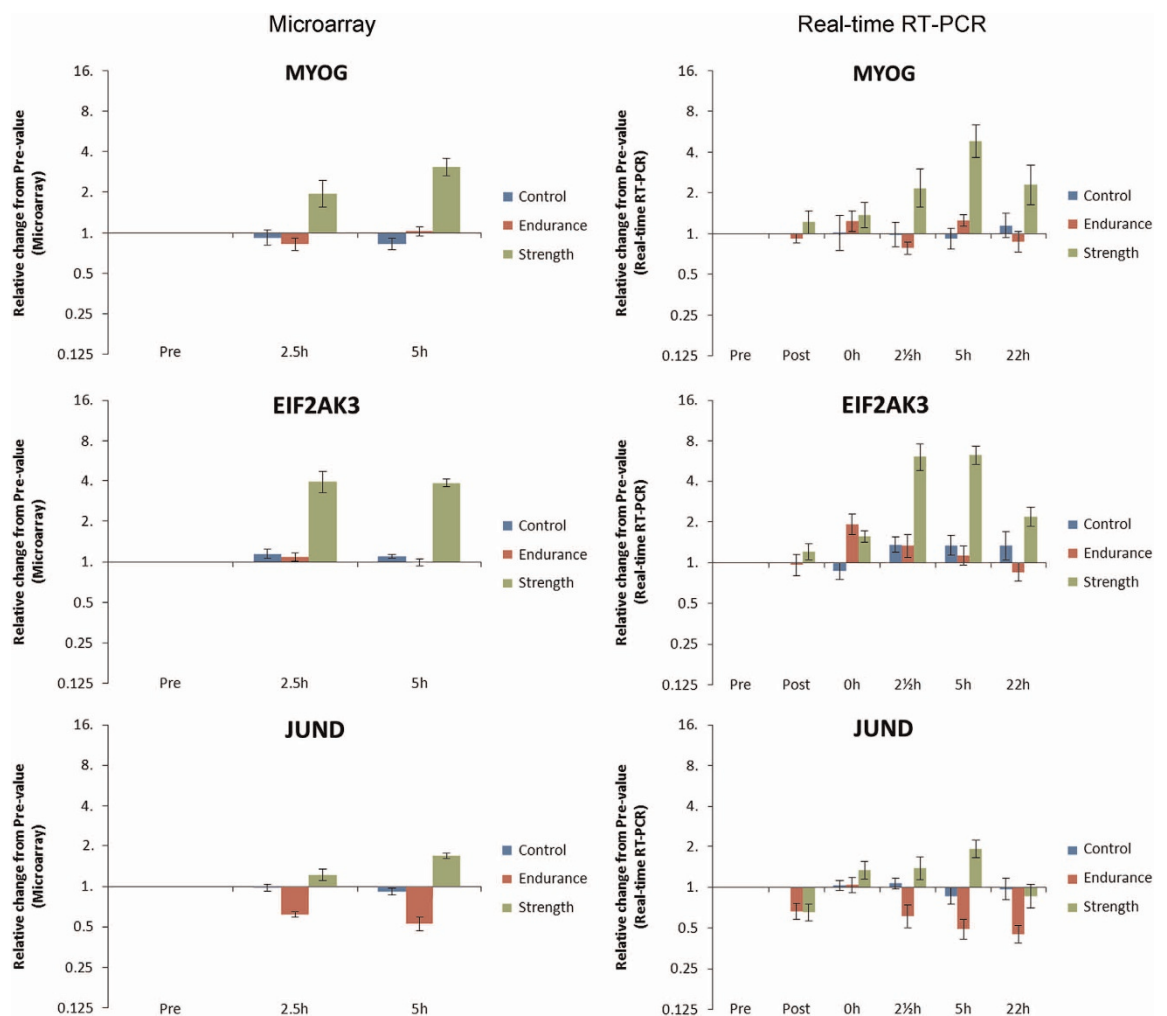 Microarray
Real-time RT-PCR
MYOG
Relative change from Pre-value
(Microarray)
16.
8.
4.
2.
1.
0.5
0.25
0.125
Pre
2.5h
5h
Control
Endurance
Strength
MYOG
Relative change from Pre-value
(Real-time RT-PCR)
16.
8.
4.
2.
1.
0.5
0.25
0.125
Pre
Post
0h
2½h
5h
22h
Control
Endurance
Strength
EIF2AK3
Relative change from Pre-value
(Microarray)
16.
8.
4.
2.
1.
0.5
0.25
0.125
Pre
2.5h
5h
Control
Endurance
Strength
EIF2AK3
Relative change from Pre-value
(Real-time RT-PCR)
16.
8.
4.
2.
1.
0.5
0.25
0.125
Pre
Post
0h
2½h
5h
22h
Control
Endurance
Strength
JUND
Relative change from Pre-value
(Microarray)
16.
8.
4.
2.
1.
0.5
0.25
0.125
Pre
2.5h
5h
Control
Endurance
Strength
JUND
Relative change from Pre-value
(Real-time RT-PCR)
16.
8.
4.
2.
1.
0.5
0.25
0.125
Pre
Post
0h
2½h
5h
22h
Control
Endurance
Strength